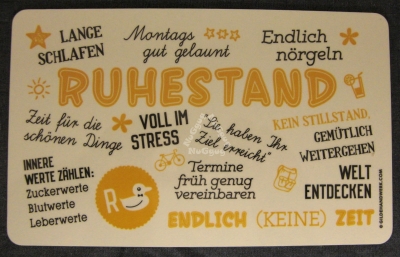 LANGE
SCHLAFEN
Montags
gut gelaunt
Endlich
nörgeln
RUHESTAND
Zeit für die
schönen Dinge
VOLL IM
STRESS
„Sie haben Ihr
Ziel erreicht“
KEIN STILLSTAND,
GEMÜTLICH
WEITERGEHEN
INNERE
WERTE ZÄHLEN:
Zuckerwerte
Blutwerte
Leberwerte
R
Termine
früh genug
vereinbaren
WELT
ENTDECKEN
ENDLICH (KEINE) ZEIT